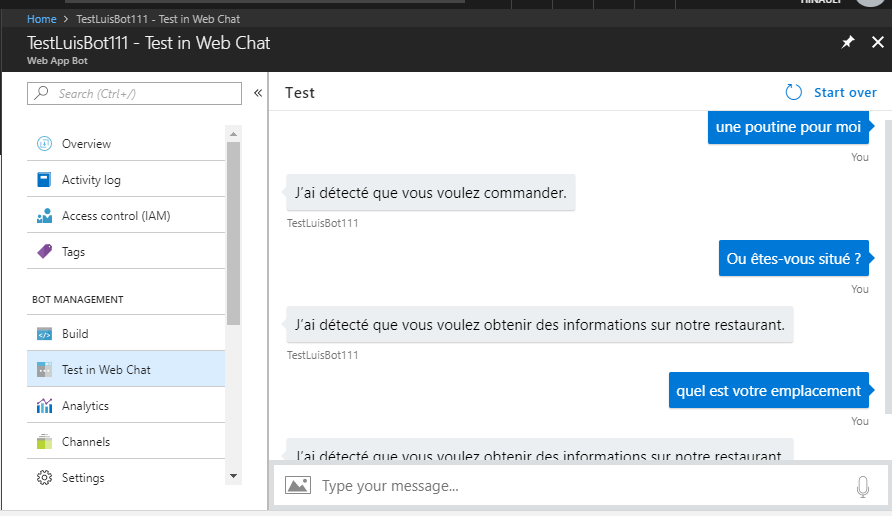 HINAULT
Home > TestLuisBot111 - Test in Web Chat
TestLuisBot111 - Test in Web Chat
Web App Bot
Search (Ctrl+/)
Overview
Activity log
Access control (IAM)
Tags
BOT MANAGEMENT
Build
Test in Web Chat
Analytics
Channels
Settings
Test
Start over
une poutine pour moi
You
J'ai détecté que vous voulez commander.
TestLuisBot111
Ou êtes-vous situé ?
You
J'ai détecté que vous voulez obtenir des informations sur notre restaurant.
TestLuisBot111
quel est votre emplacement
You
J'ai détecté que vous voulez obtenir des informations sur notre restaurant.
Type your message...